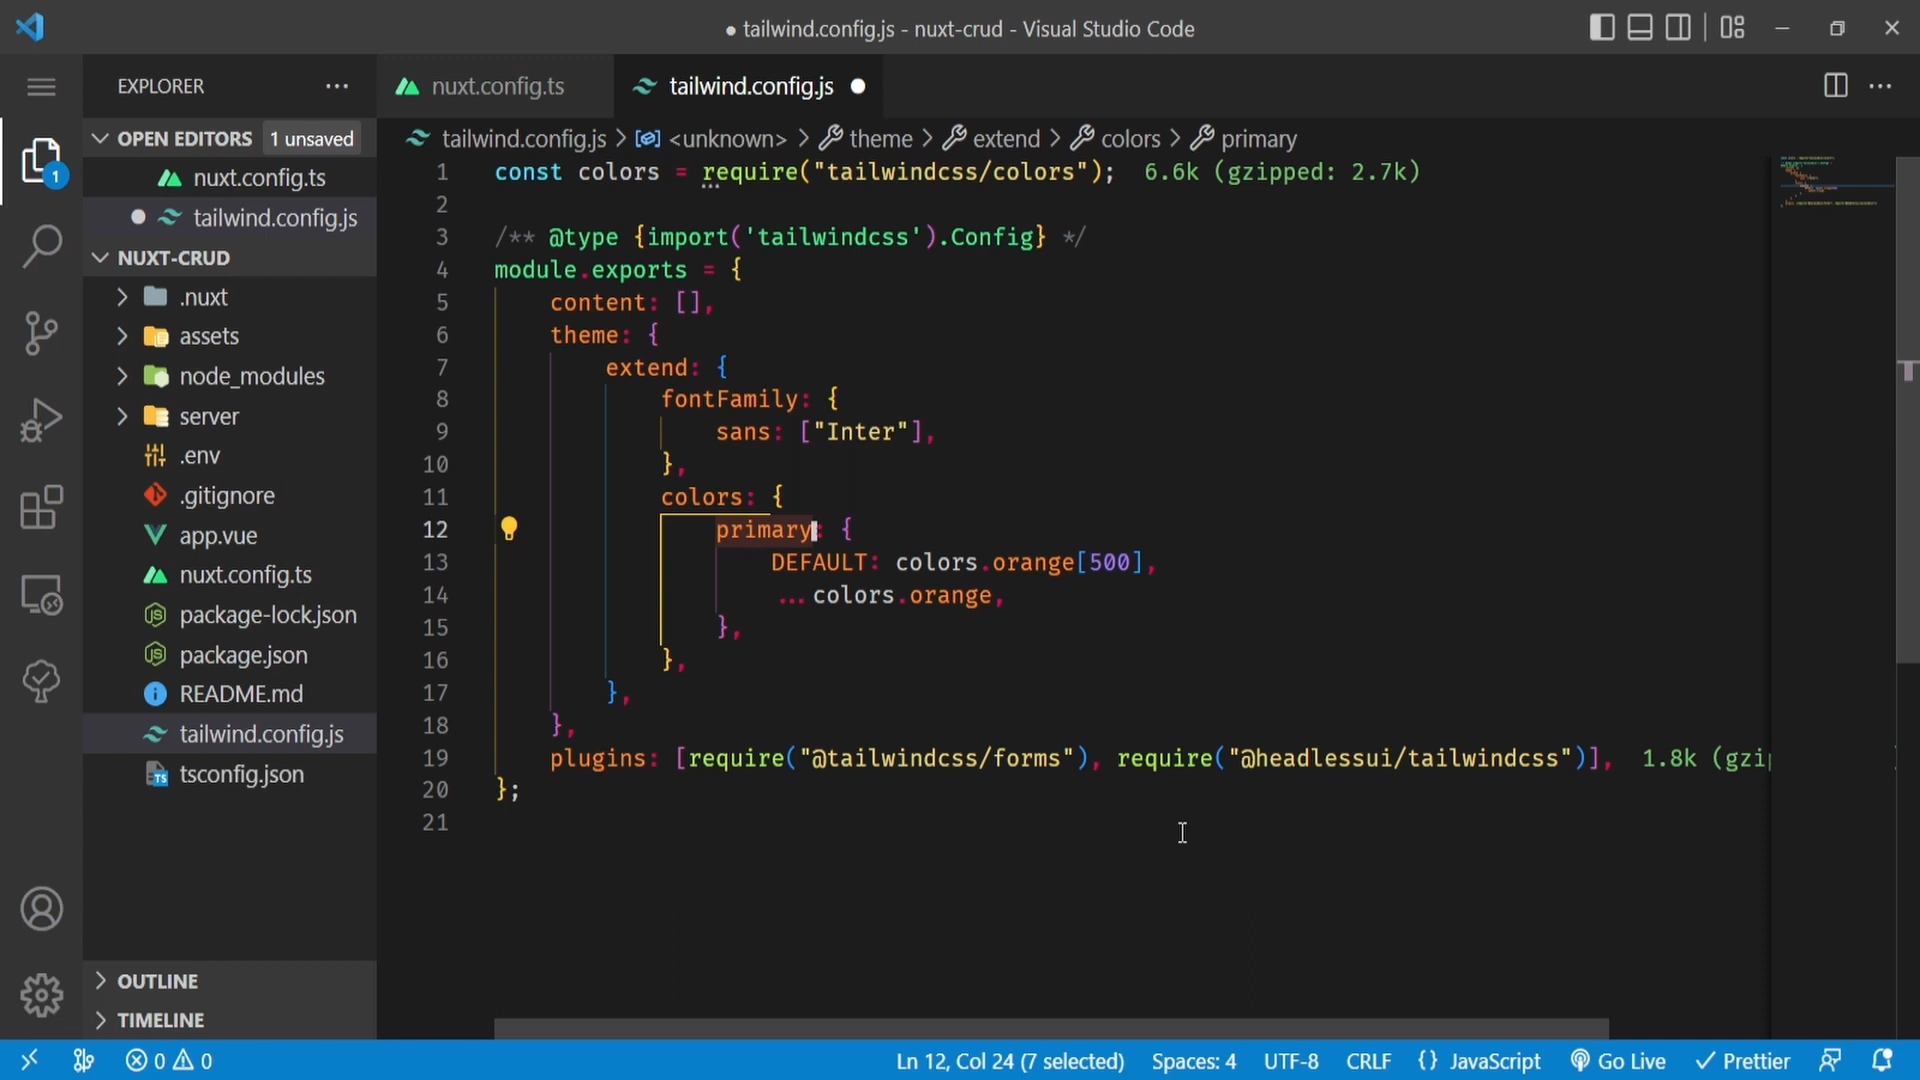 ● tailwind.config.js - nuxt-crud - Visual Studio Code
EXPLORER
OPEN EDITORS 1 unsaved
nuxt.config.ts
tailwind.config.js
NUXT-CRUD
.nuxt
assets
node_modules
server
.env
.gitignore
app.vue
nuxt.config.ts
package-lock.json
package.json
README.md
tailwind.config.js
TS tsconfig.json
OUTLINE
TIMELINE
1
nuxt.config.ts tailwind.config.js ●
tailwind.config.js > <unknown> > theme > extend > colors > primary
1 const colors = require("tailwindcss/colors"); 6.6k (gzipped: 2.7k)
2
3 /** @type {import('tailwindcss').Config} */
4 module.exports = {
5 content: [],
6 theme: {
7 extend: {
8 fontFamily: {
9 sans: ["Inter"],
10 },
11 colors: {
12 primary: {
13 DEFAULT: colors.orange[500],
14 ...colors.orange,
15 },
16 },
17 },
18 },
19 plugins: [require("@tailwindcss/forms"), require("@headlessui/tailwindcss")], 1.8k (gzip
20 };
21
0 0 Ln 12, Col 24 (7 selected) Spaces: 4 UTF-8 CRLF {} JavaScript Go Live Prettier